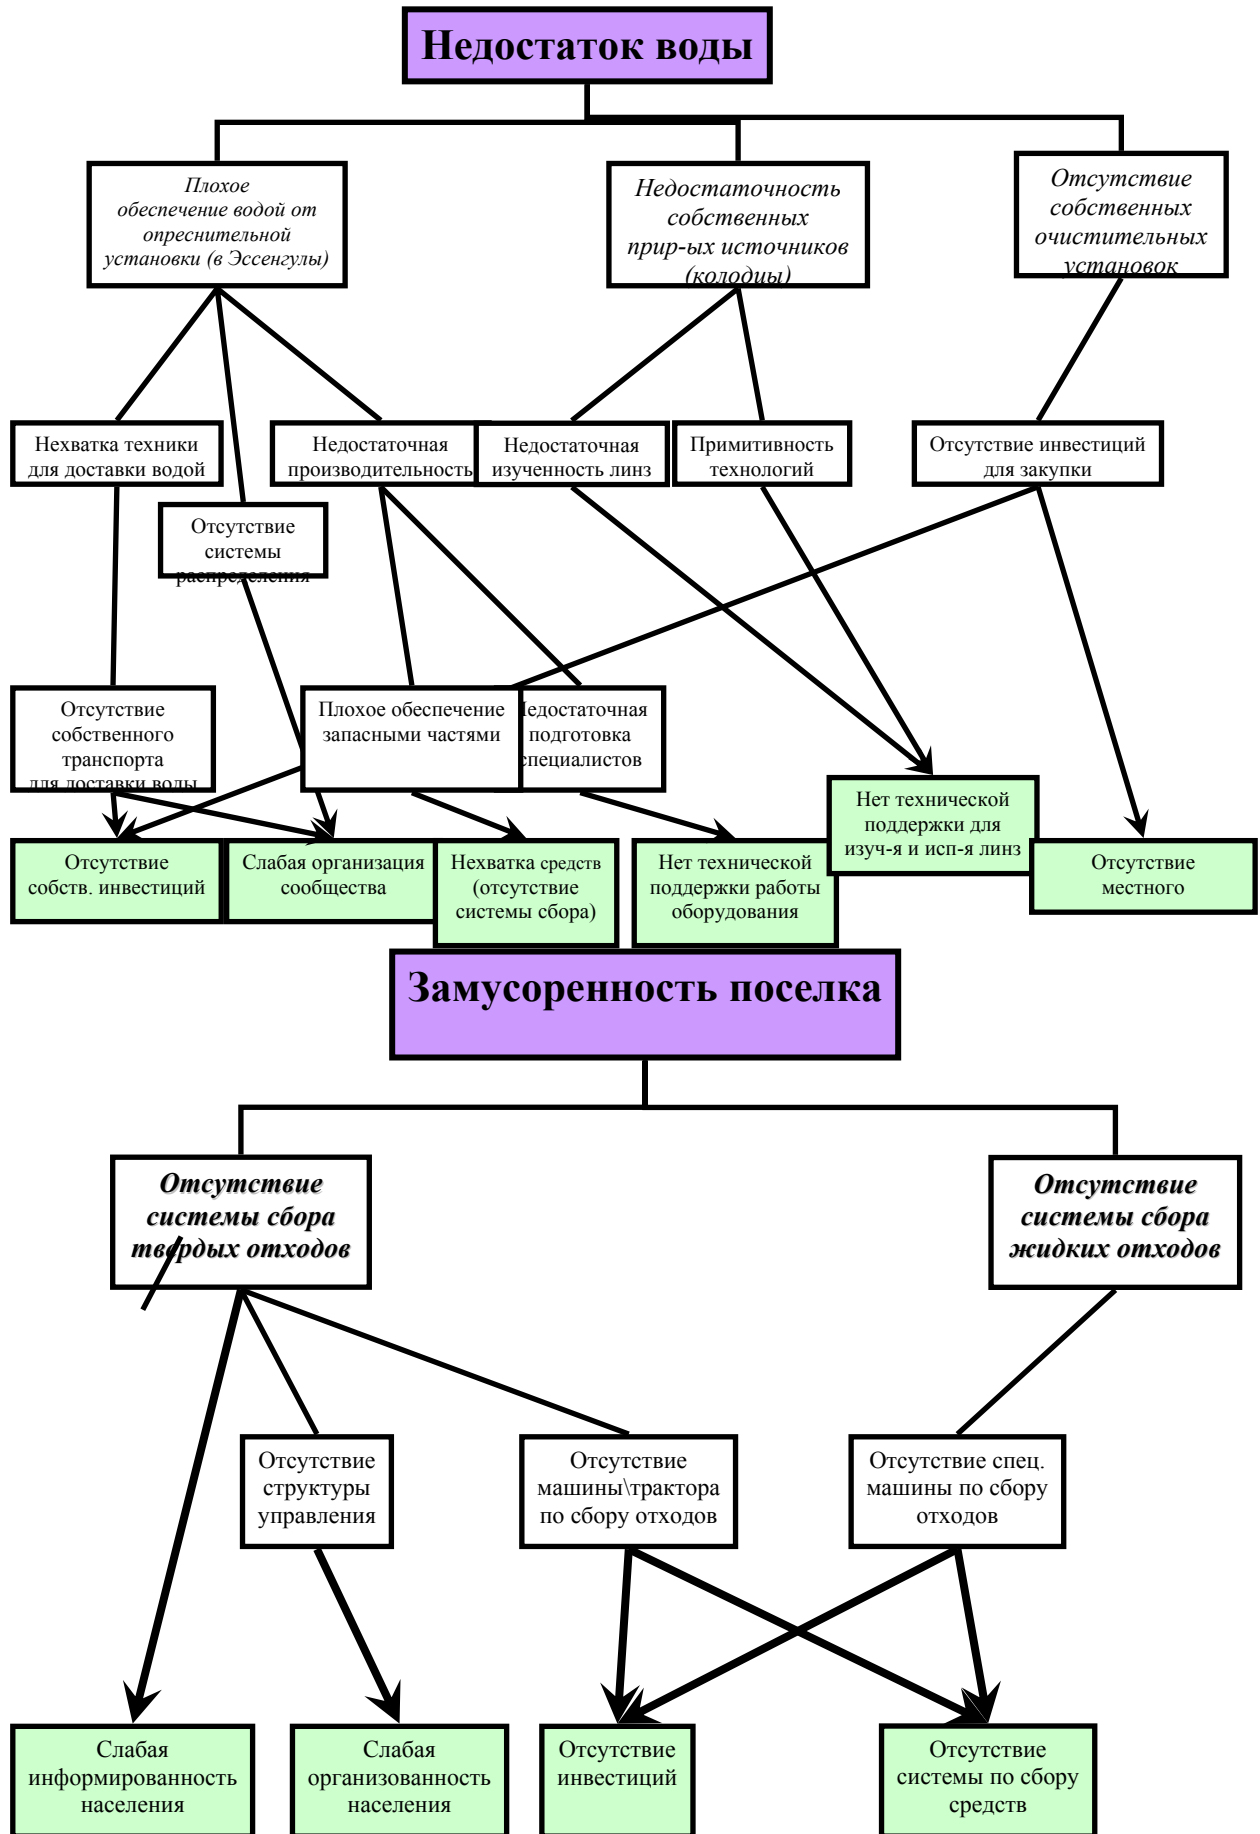 Недостаток воды
Плохое
обеспечение водой от
опреснительной
установки (в Эссенгулы)
Недостаточность
собственных
прир-ых источников
(колодцы)
Отсутствие
собственных
очистительных
установок
Нехватка техники
для доставки водой
Недостаточная
производительность
Недостаточная
изученность линз
Примитивность
технологий
Отсутствие инвестиций
для закупки
Отсутствие
системы
распределения
Отсутствие
собственного
транспорта
для доставки воды
Плохое обеспечение
запасными частями
Недостаточная
подготовка
специалистов
Нет технической
поддержки для
изуч-я и исп-я линз
Отсутствие
собств. инвестиций
Слабая организация
сообщества
Нехватка средств
(отсутствие
системы сбора)
Нет технической
поддержки работы
оборудования
Отсутствие
местного
Замусоренность поселка
Отсутствие
системы сбора
твердых отходов
Отсутствие
системы сбора
жидких отходов
Отсутствие
структуры
управления
Отсутствие
машины\трактора
по сбору отходов
Отсутствие спец.
машины по сбору
отходов
Слабая
информированность
населения
Слабая
организованность
населения
Отсутствие
инвестиций
Отсутствие
системы по сбору
средств